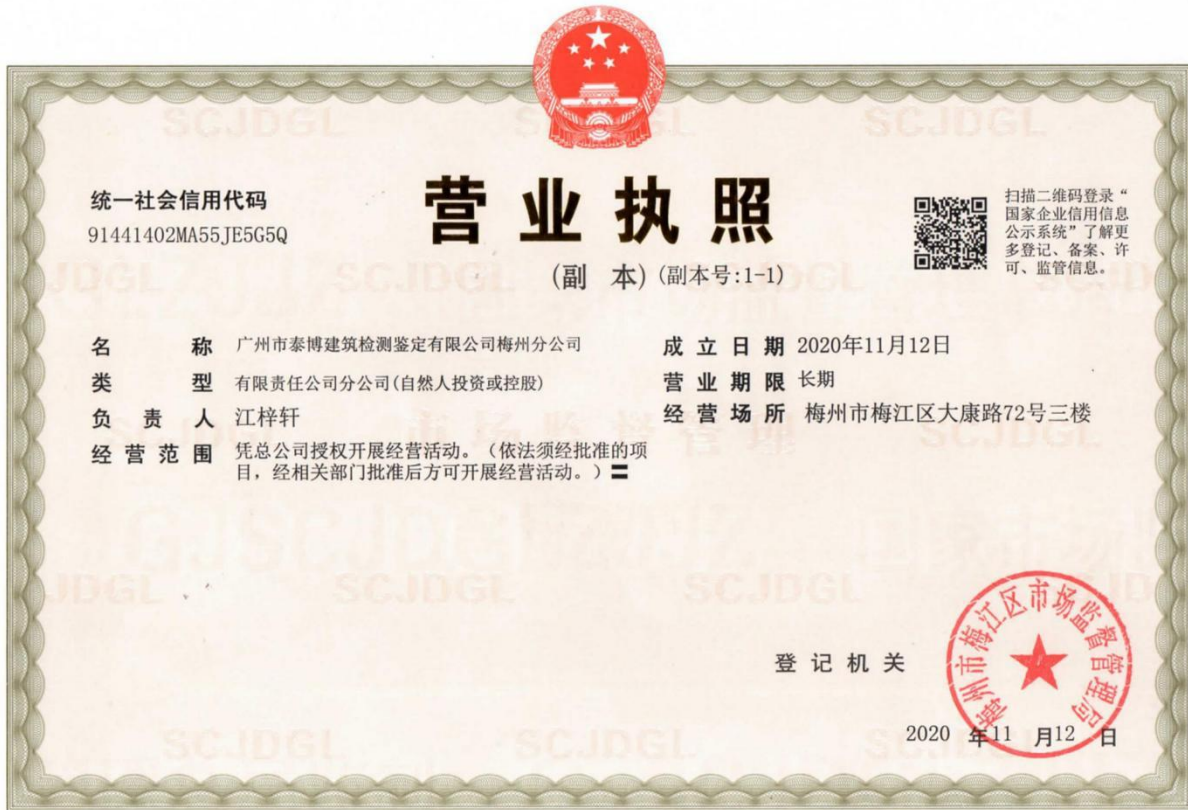 统一社会信用代码
91441402MA55JE5G5Q
营业执照
(副 本) (副本号:1-1)
扫描二维码登录“
国家企业信用信息
公示系统”了解更
多登记、备案、许
可、监管信息。
名 称 广州市泰博建筑检测鉴定有限公司梅州分公司
类 型 有限责任公司分公司(自然人投资或控股)
负 责 人 江梓轩
经 营 范 围 凭总公司授权开展经营活动。（依法须经批准的项
目，经相关部门批准后方可开展经营活动。）〓
成 立 日 期 2020年11月12日
营 业 期 限 长期
经 营 场 所 梅州市梅江区大康路72号三楼
登 记 机 关
梅州市梅江区市场监督管理局
2020 年 11 月 12 日
SCJDGL
市场监督管理